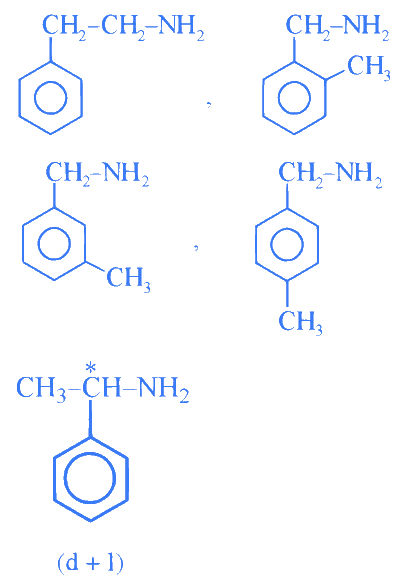 CH₂–CH₂–NH₂
,
CH₂–NH₂
CH₃
CH₂–NH₂
CH₃
,
CH₂–NH₂
CH₃
*
CH₃–CH–NH₂
(d + l)